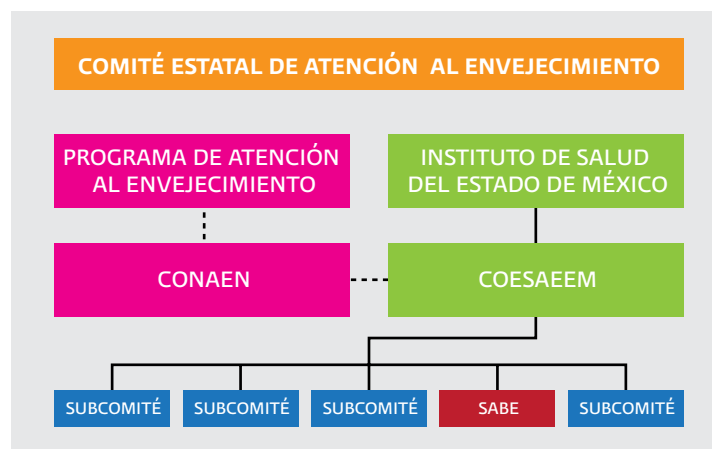 COMITÉ ESTATAL DE ATENCIÓN AL ENVEJECIMIENTO
PROGRAMA DE ATENCIÓN
AL ENVEJECIMIENTO
INSTITUTO DE SALUD
DEL ESTADO DE MÉXICO
CONAEN
COESAEEM
SUBCOMITÉ
SUBCOMITÉ
SUBCOMITÉ
SABE
SUBCOMITÉ